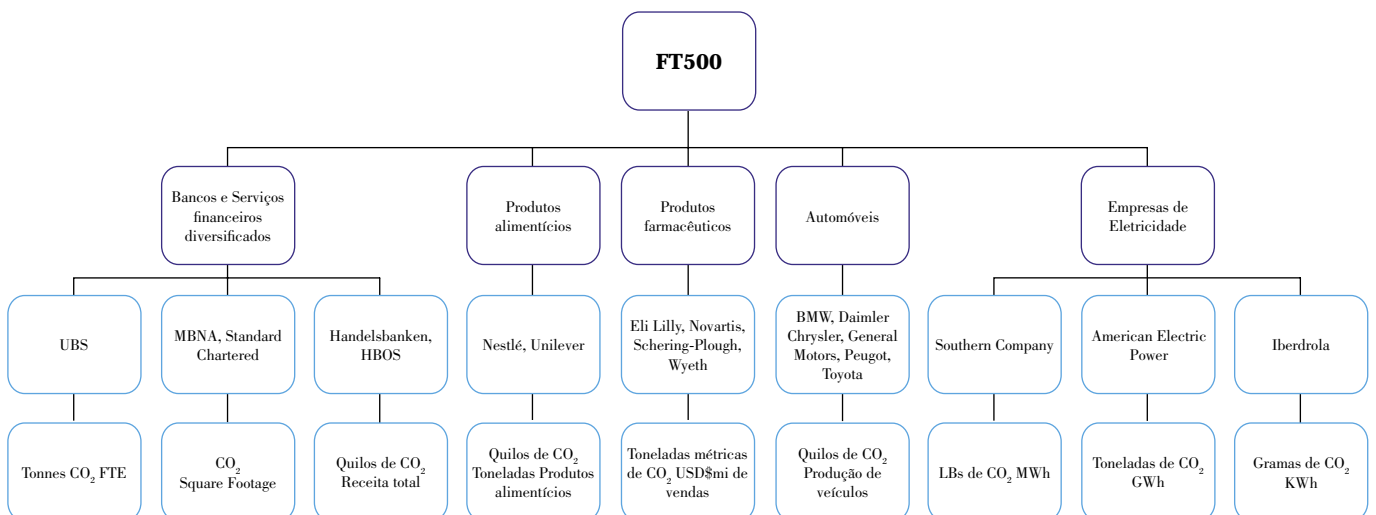 FT500
Bancos e Serviços
financeiros
diversificados
Produtos
alimentícios
Produtos
farmacêuticos
Automóveis
Empresas de
Eletricidade
UBS
MBNA, Standard
Chartered
Handelsbanken,
HBOS
Nestlé, Unilever
Eli Lilly, Novartis,
Schering-Plough,
Wyeth
BMW, Daimler
Chrysler, General
Motors, Peugot,
Toyota
Southern Company
American Electric
Power
Iberdrola
Tonnes CO₂ FTE
CO₂
Square Footage
Quilos de CO₂
Receita total
Quilos de CO₂
Toneladas Produtos
alimentícios
Toneladas métricas
de CO₂ USD$mi de
vendas
Quilos de CO₂
Produção de
veículos
LBs de CO₂ MWh
Toneladas de CO₂
GWh
Gramas de CO₂
KWh